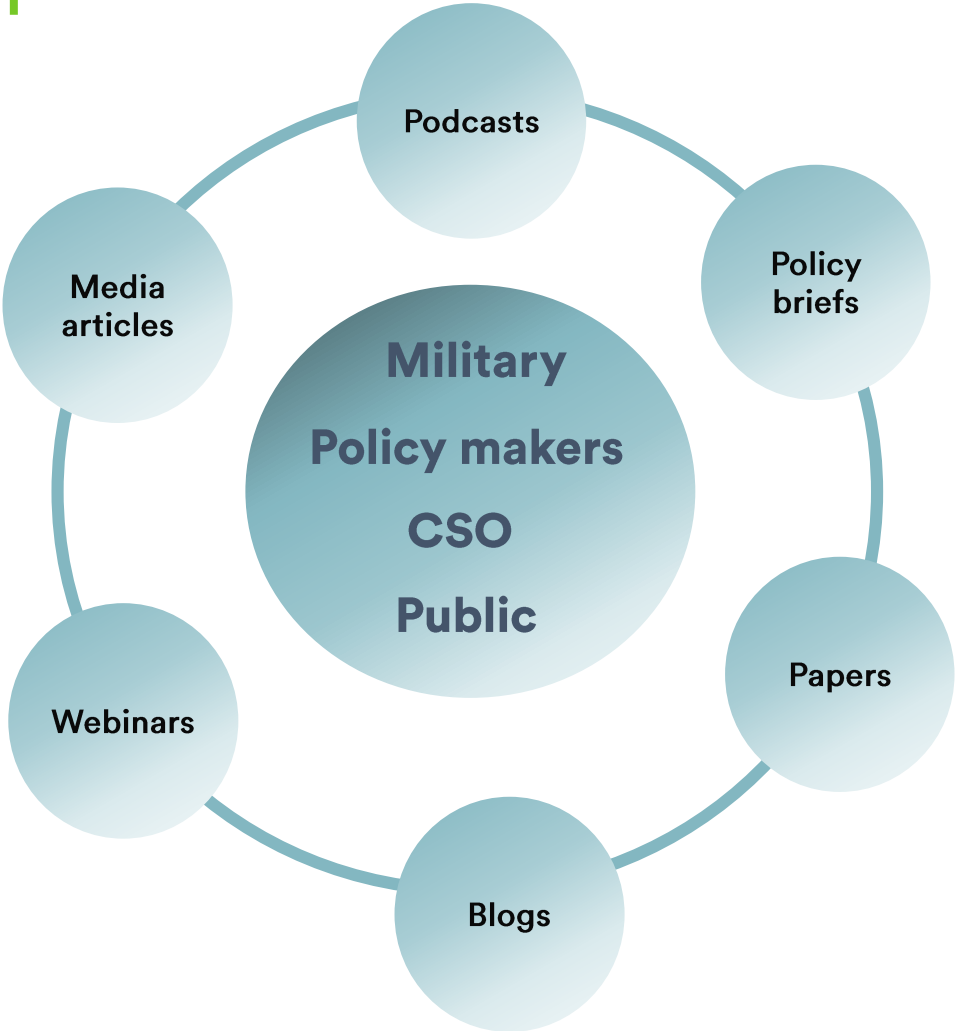 Podcasts
Policy
briefs
Media
articles
Military
Policy makers
CSO
Public
Papers
Webinars
Blogs